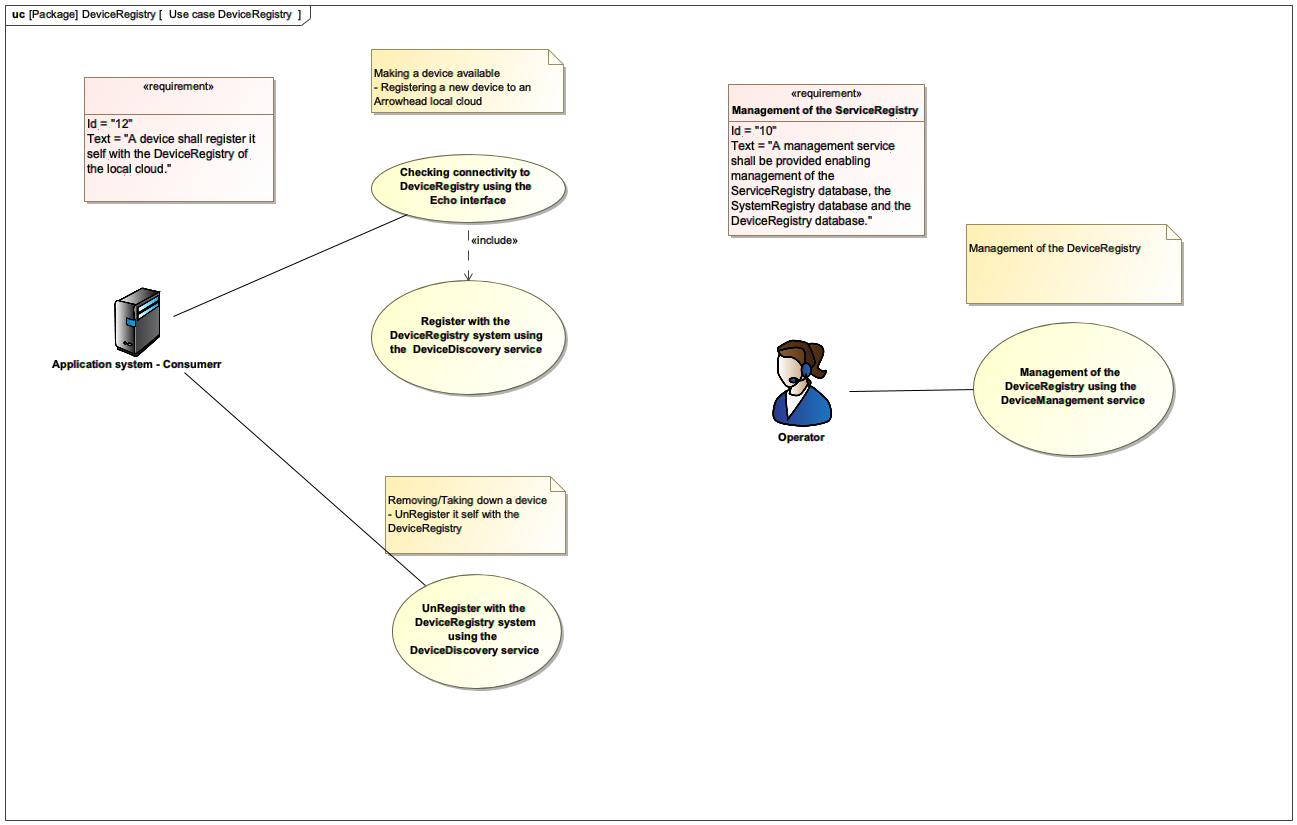 uc [Package] DeviceRegistry [ Use case DeviceRegistry ]
«requirement»
Id = "12"
Text = "A device shall register it
self with the DeviceRegistry of
the local cloud."
Making a device available
- Registering a new device to an
Arrowhead local cloud
«requirement»
Management of the ServiceRegistry
Id = "10"
Text = "A management service
shall be provided enabling
management of the
ServiceRegistry database, the
SystemRegistry database and the
DeviceRegistry database."
Checking connectivity to
DeviceRegistry using the
Echo interface
«include»
Management of the DeviceRegistry
Register with the
DeviceRegistry system using
the DeviceDiscovery service
Application system - Consumerr
Management of the
DeviceRegistry using the
DeviceManagement service
Operator
Removing/Taking down a device
- UnRegister it self with the
DeviceRegistry
UnRegister with the
DeviceRegistry system
using the
DeviceDiscovery service